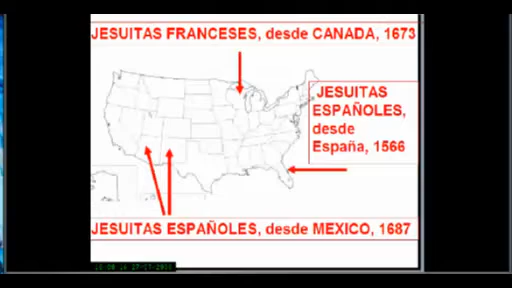 JESUITAS FRANCESES, desde CANADA, 1673
JESUITAS
ESPAÑOLES,
desde
España, 1566
JESUITAS ESPAÑOLES, desde MEXICO, 1687